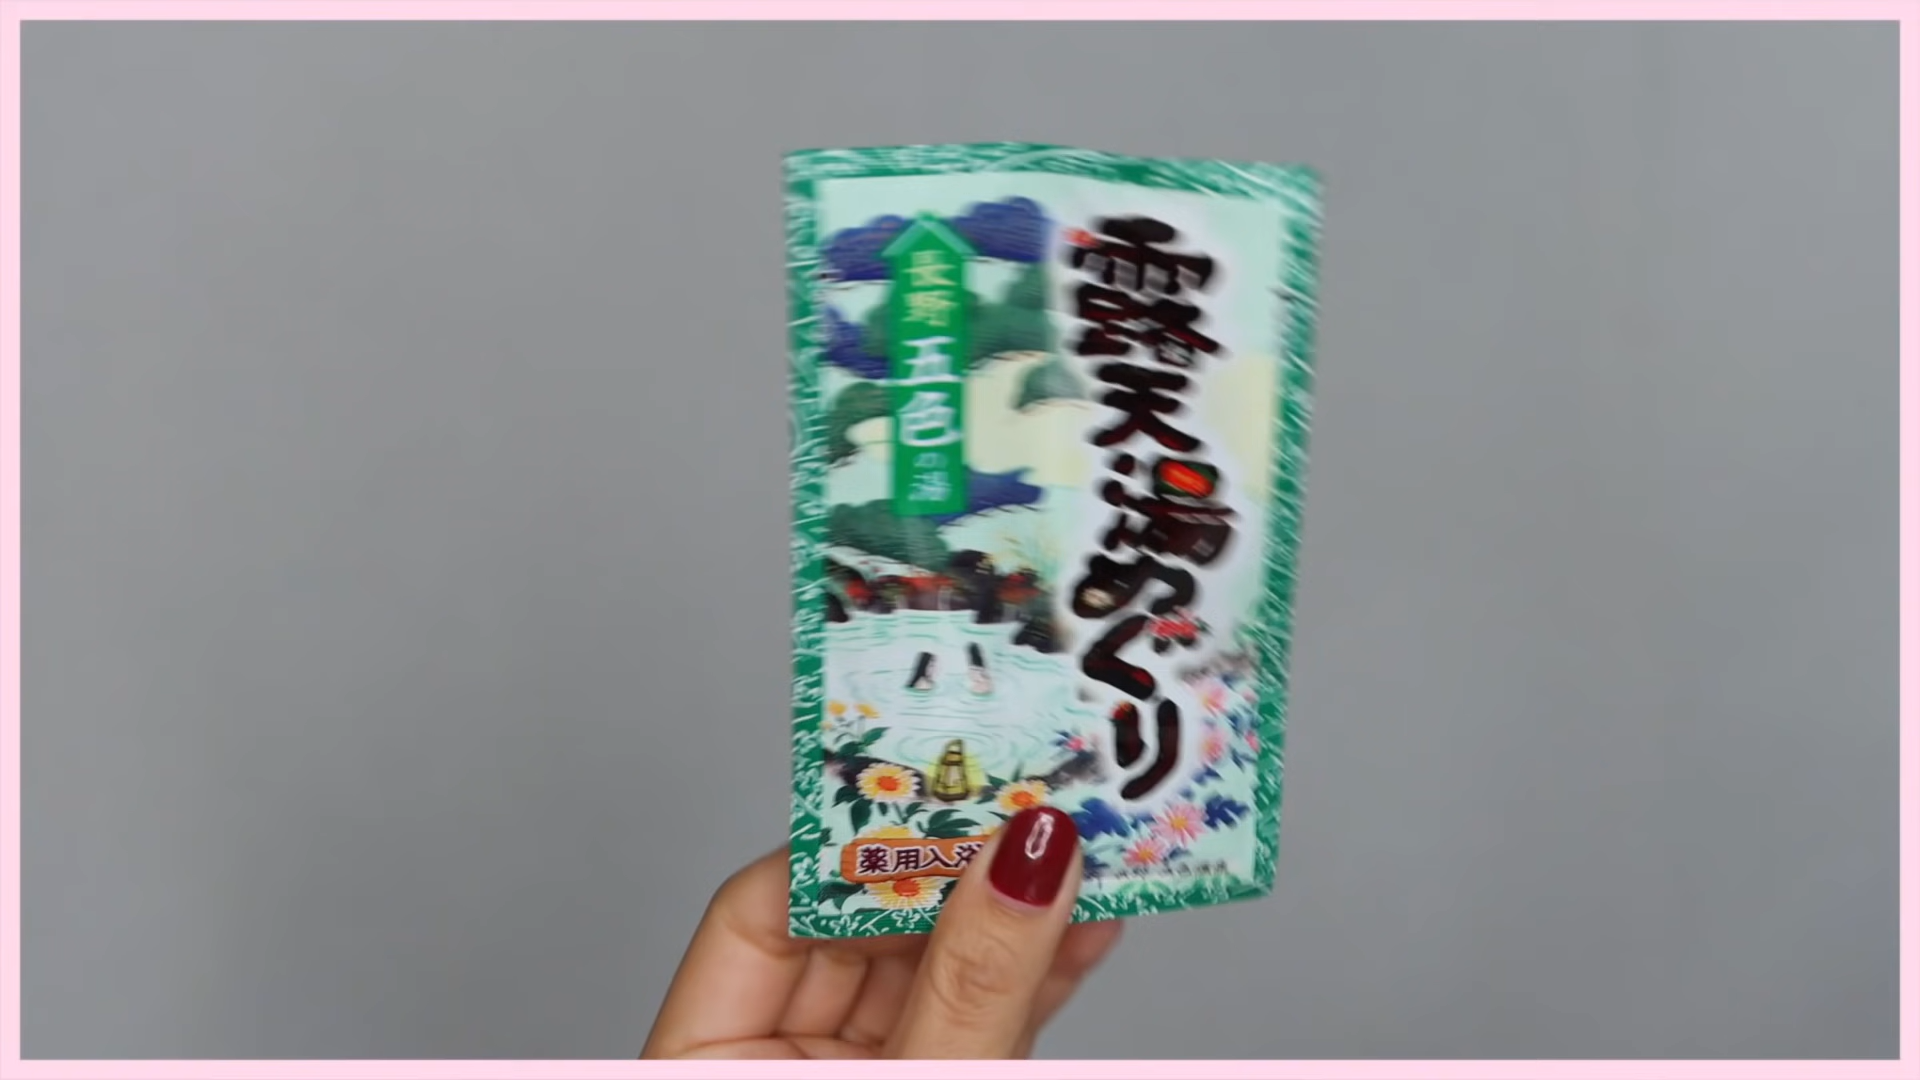 露天湯めぐり
長野 五色の湯
薬用入浴